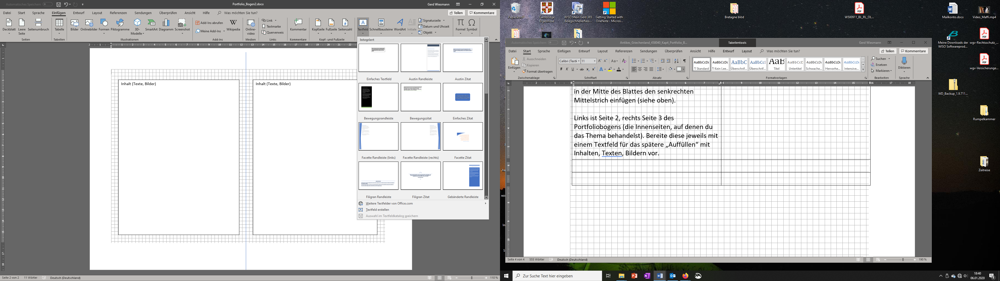 Automatisches Speichern
Portfolio_Bogen2.docx
Gerd Wiesmann
Datei Start Sprache Einfügen Entwurf Layout Referenzen Sendungen Überprüfen Ansicht Hilfe Was möchten Sie tun?
Teilen Kommentare
Deckblatt Leere Seite Seitenumbruch
Seiten
Tabelle
Tabellen
Bilder Onlinebilder Formen Piktogramme 3D-Modelle SmartArt Diagramm Screenshot
Illustrationen
Add-Ins abrufen
Meine Add-Ins
Wikipedia
Add-Ins
Online-video
Medien
Link
Textmarke
Querverweis
Links
Kommentar
Kommentare
Kopfzeile Fußzeile Seitenzahl
Kopf- und Fußzeile
Textfeld Schnellbausteine WordArt Initiale
Signaturzeile
Datum und Uhrzeit
Objekt
Formel Symbol
Integriert
Einfaches Textfeld Austin Randleiste Austin Zitat
Bewegungsrandleiste Bewegungszitat Einfaches Zitat
Facette Randleiste (links) Facette Randleiste (rechts) Facette Zitat
Filigran Randleiste Filigran Zitat Gebänderte Randleiste
Weitere Textfelder von Office.com
Textfeld erstellen
Auswahl im Textfeldkatalog speichern
Inhalt (Texte, Bilder)
Inhalt (Texte, Bilder)
Seite 2 von 2 11 Wörter Deutsch (Deutschland)
110 %
Papierkorb
Cambridge Ergebnisse
WISO Mein Geld 365 Belegschnellerfass...
Getting Started with OneNote - Micros...
Bretagne blöd
W500911_BL_RL_OL...
Mailkonto.docx
Video_Maffi.mp4
Meine Downloads der WISO Softwareprod...
wgv-Rechtsschutz_...
wgv-Versicherunge...
WD_Backup_1.9.711...
Rumpelkammer
Zeitreise
Automatisches Speichern
Antikes_Griechenland_458040_Kap4_Portfolio_B...
Tabellentools
Gerd Wiesmann
Datei Start Sprache Einfügen Entwurf Layout Referenzen Sendungen Überprüfen Ansicht Hilfe Entwurf Layout Was möchten Sie tun?
Teilen Kommentare
Einfügen
Ausschneiden
Kopieren
Format übertragen
Zwischenablage
Calibri (Textk 11
F K U ab
Schriftart
Absatz
AaBbCcDc AaBbCcDc AaBbC AaBbCcI AaB AaBbCcD AaBbCcDc AaBbCcDc AaBbCcDc
¶ Standard ¶ Kein Lee... Überschrif... Überschrif... Titel Untertitel Schwache... Hervorhe... Intensive...
Formatvorlagen
Suchen
Ersetzen
Markieren
Bearbeiten
Diktieren
Sprache
in der Mitte des Blattes den senkrechten
Mittelstrich einfügen (siehe oben).
Links ist Seite 2, rechts Seite 3 des
Portfoliobogens (die Innenseiten, auf denen du
das Thema behandelst). Bereite diese jeweils mit
einem Textfeld für das spätere „Auffüllen“ mit
Inhalten, Texten, Bildern vor.
Seite 4 von 4 555 Wörter Deutsch (Deutschland)
190 %
Zur Suche Text hier eingeben
18:40
06.01.2020